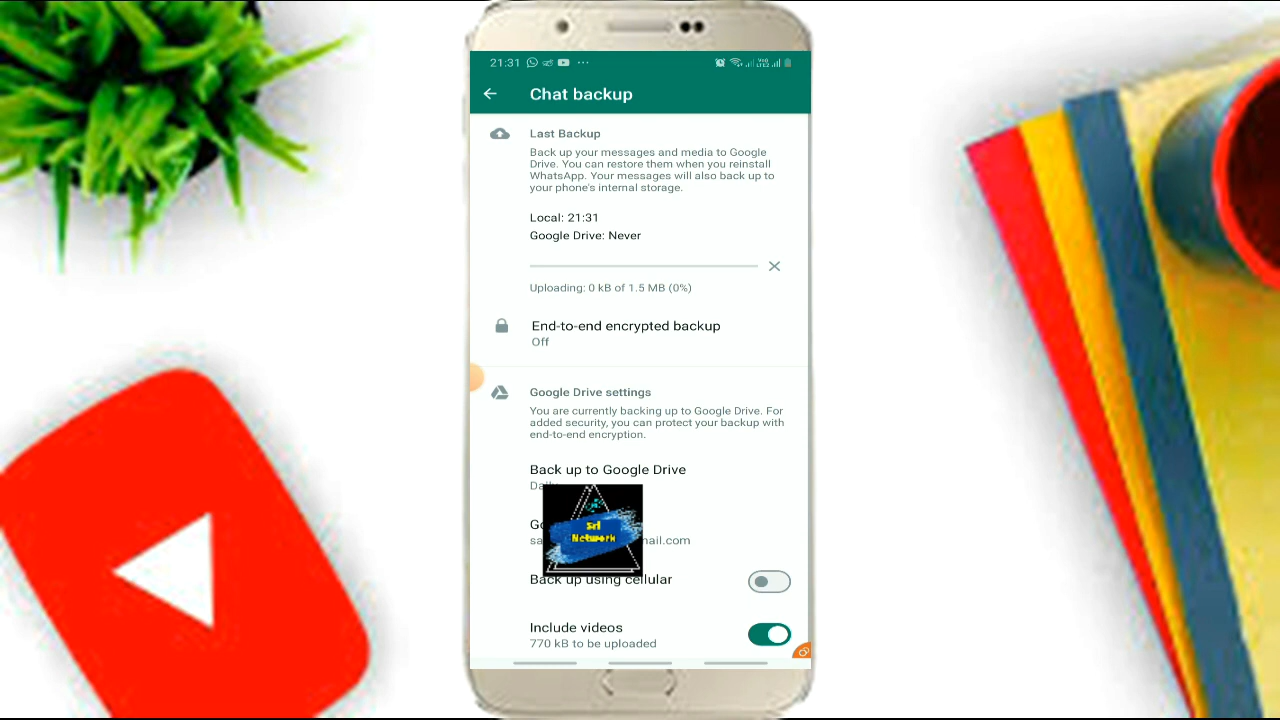 21:31
Chat backup
Last Backup
Back up your messages and media to Google
Drive. You can restore them when you reinstall
WhatsApp. Your messages will also back up to
your phone's internal storage.
Local: 21:31
Google Drive: Never
Uploading: 0 kB of 1.5 MB (0%)
End-to-end encrypted backup
Off
Google Drive settings
You are currently backing up to Google Drive. For
added security, you can protect your backup with
end-to-end encryption.
Back up to Google Drive
Srl
Network
Back up using cellular
Include videos
770 kB to be uploaded